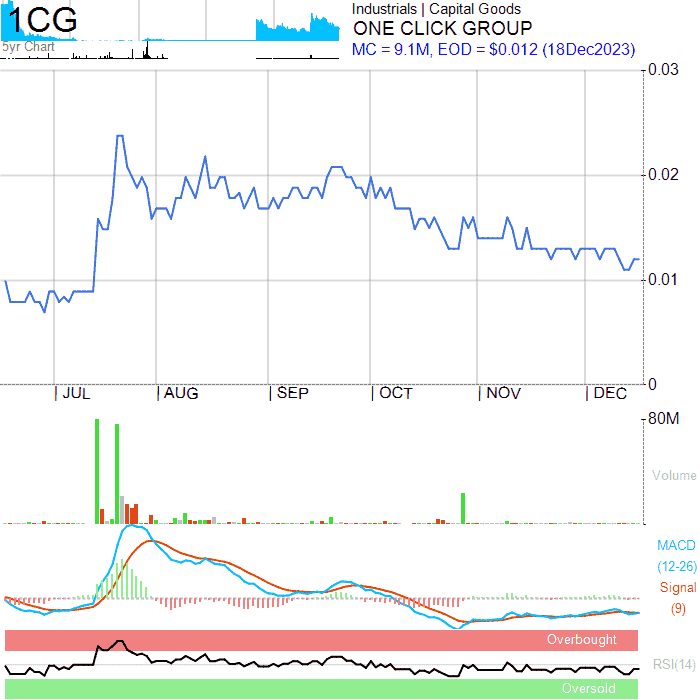 1CG
5yr Chart
Industrials | Capital Goods
ONE CLICK GROUP
MC = 9.1M, EOD = $0.012 (18Dec2023)
0.03
0.02
0.01
0
JUL AUG SEP OCT NOV DEC
80M
Volume
MACD
(12-26)
Signal
(9)
Overbought
RSI(14)
Oversold